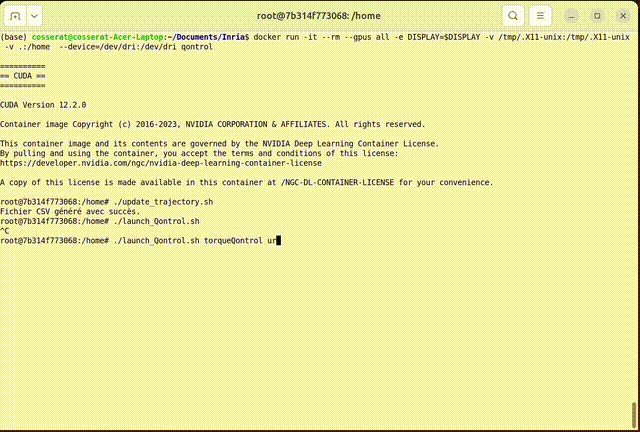 root@7b314f773068: /home
(base) cosserat@cosserat-Acer-Laptop:~/Documents/Inria$ docker run -it --rm --gpus all -e DISPLAY=$DISPLAY -v /tmp/.X11-unix:/tmp/.X11-unix
-v .:/home  --device=/dev/dri:/dev/dri qontrol
==========
== CUDA ==
==========
CUDA Version 12.2.0
Container image Copyright (c) 2016-2023, NVIDIA CORPORATION & AFFILIATES. All rights reserved.
This container image and its contents are governed by the NVIDIA Deep Learning Container License.
By pulling and using the container, you accept the terms and conditions of this license:
https://developer.nvidia.com/ngc/nvidia-deep-learning-container-license
A copy of this license is made available in this container at /NGC-DL-CONTAINER-LICENSE for your convenience.
root@7b314f773068:/home# ./update_trajectory.sh
Fichier CSV généré avec succès.
root@7b314f773068:/home# ./launch_Qontrol.sh
^C
root@7b314f773068:/home# ./launch_Qontrol.sh torqueQontrol ur